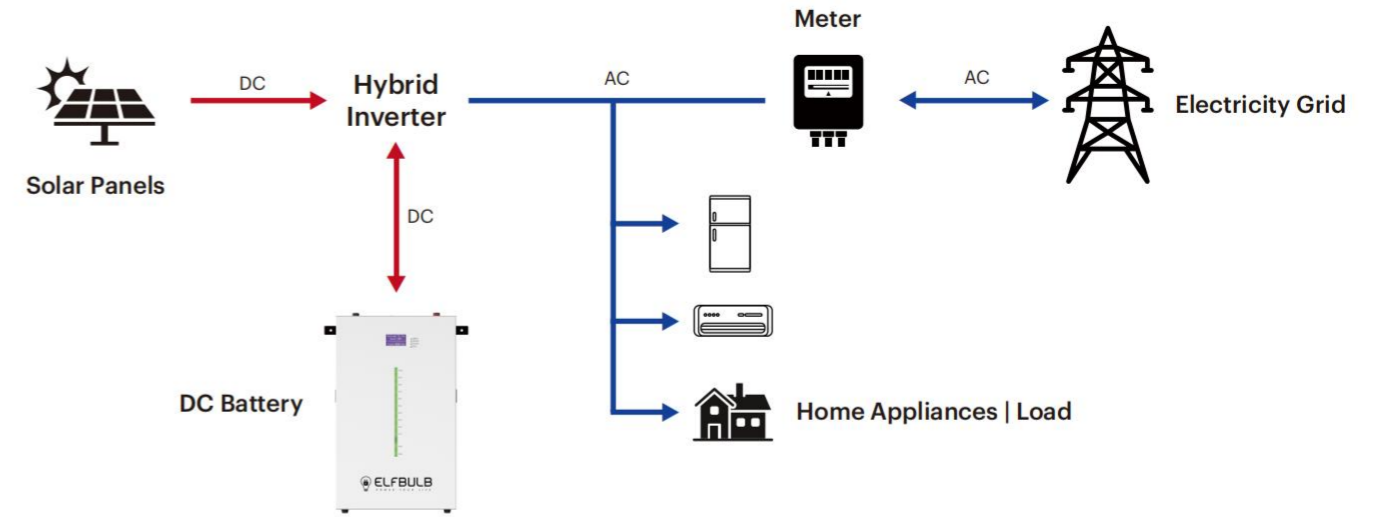 Meter
DC
Hybrid
Inverter
AC
AC
Electricity Grid
Solar Panels
DC
DC Battery
Home Appliances | Load
ELFBULB